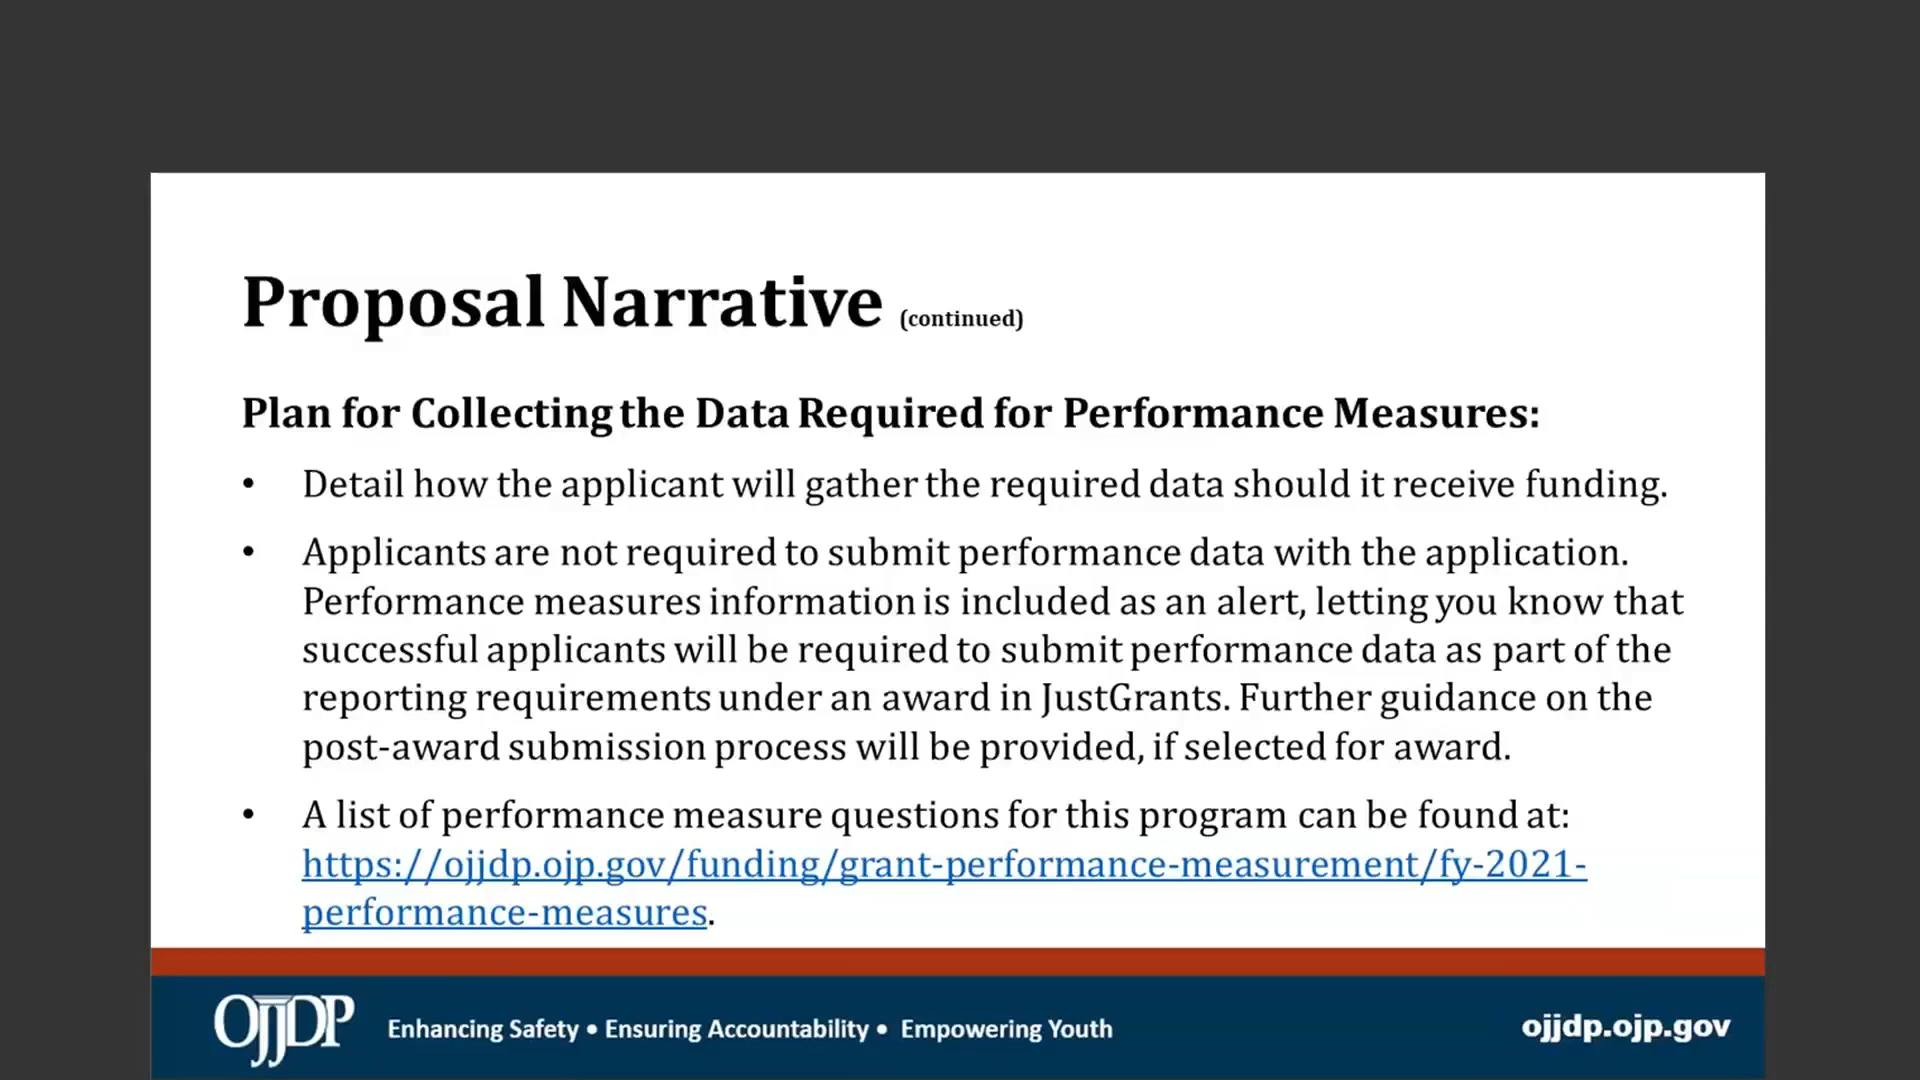 Proposal Narrative (continued)
Plan for Collecting the Data Required for Performance Measures:
• Detail how the applicant will gather the required data should it receive funding.
• Applicants are not required to submit performance data with the application.
Performance measures information is included as an alert, letting you know that
successful applicants will be required to submit performance data as part of the
reporting requirements under an award in JustGrants. Further guidance on the
post-award submission process will be provided, if selected for award.
• A list of performance measure questions for this program can be found at:
https://ojjdp.ojp.gov/funding/grant-performance-measurement/fy-2021-
performance-measures.
OJJDP Enhancing Safety • Ensuring Accountability • Empowering Youth ojjdp.ojp.gov